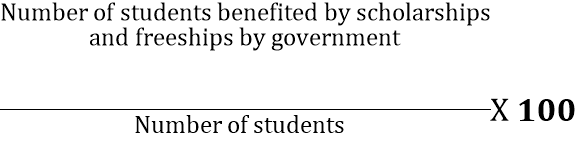 Number of students benefited by scholarships
and freeships by government
X 100
Number of students